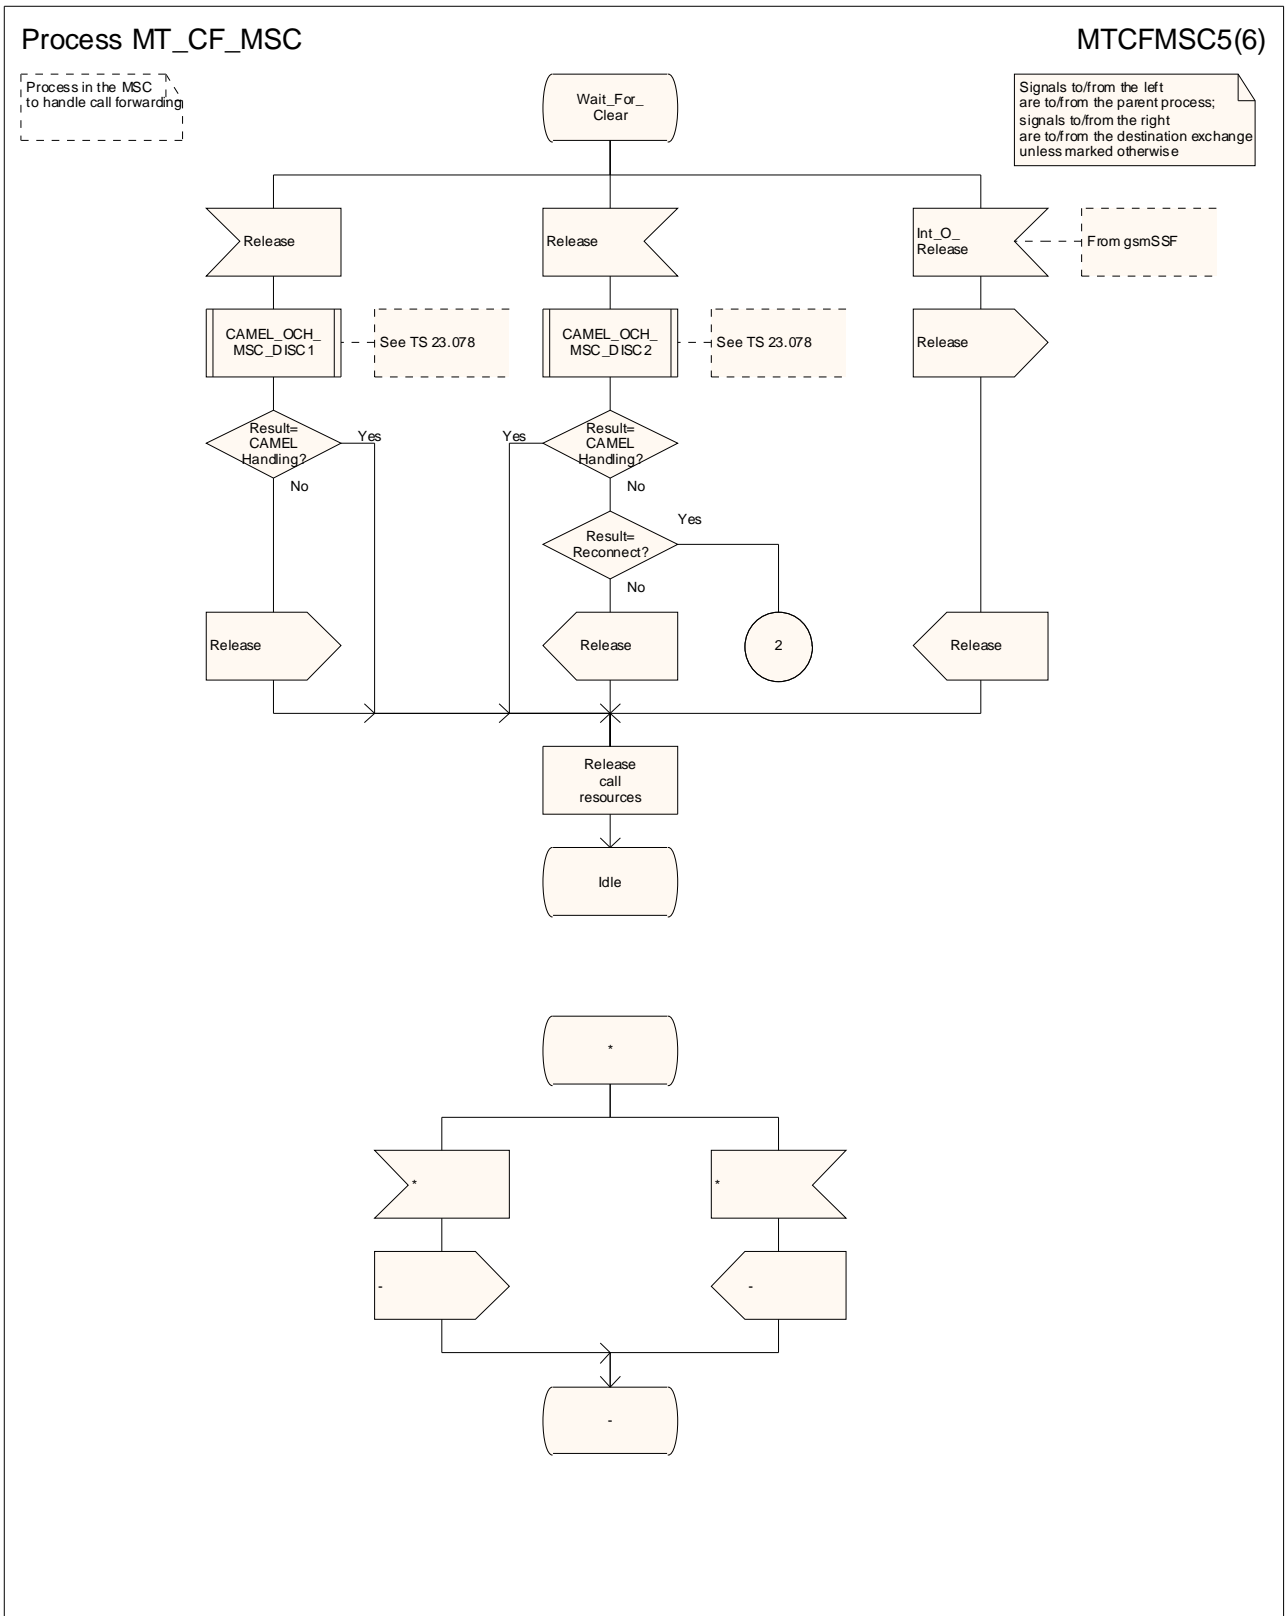 Process MT_CF_MSC
MTCFMSC5(6)
Process in the MSC
to handle call forwarding
Signals to/from the left
are to/from the parent process;
signals to/from the right
are to/from the destination exchange
unless marked otherwise
Wait_For_
Clear
Release
Release
Int_O_
Release
From gsmSSF
CAMEL_OCH_
MSC_DISC1
See TS 23.078
CAMEL_OCH_
MSC_DISC2
See TS 23.078
Release
Result=
CAMEL
Handling?
Yes
No
Yes
Result=
CAMEL
Handling?
No
Result=
Reconnect?
Yes
No
Release
Release
2
Release
Release
call
resources
Idle
*
*
*
-
-
-